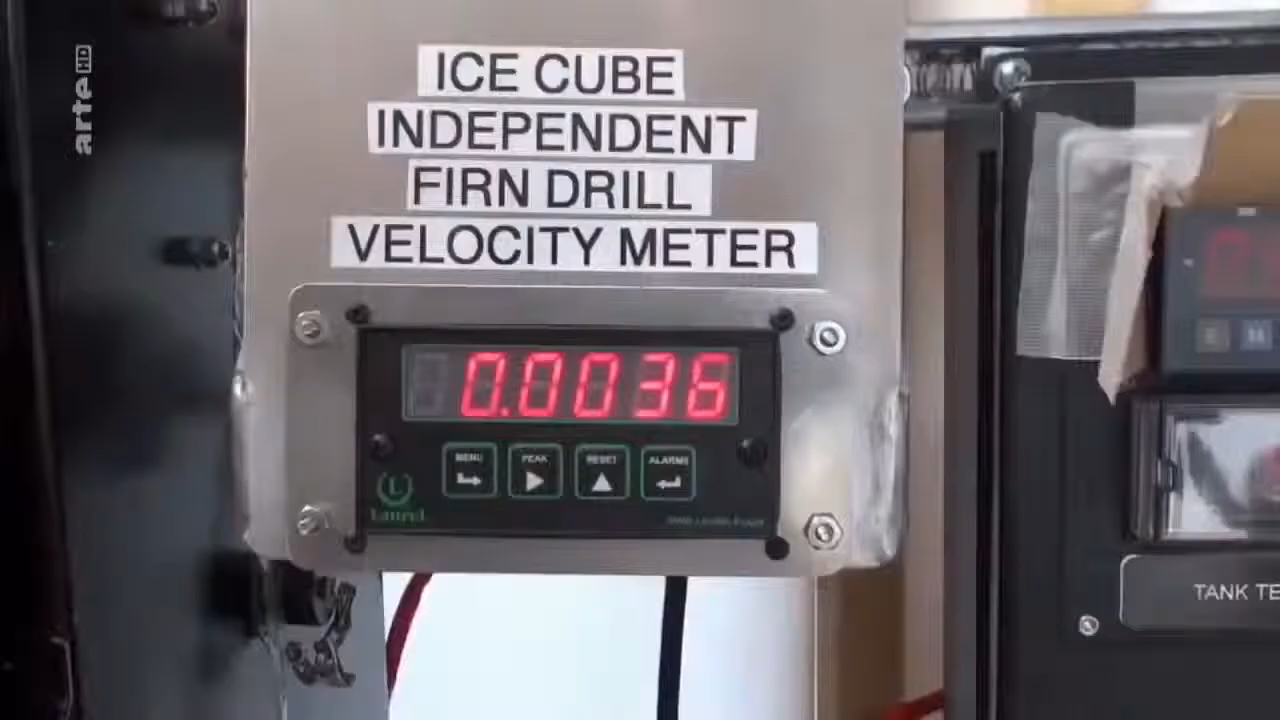 arte HD
ICE CUBE
INDEPENDENT
FIRN DRILL
VELOCITY METER
0.0036
MENU PEAK RESET ALARMS
Laurel
TANK TE